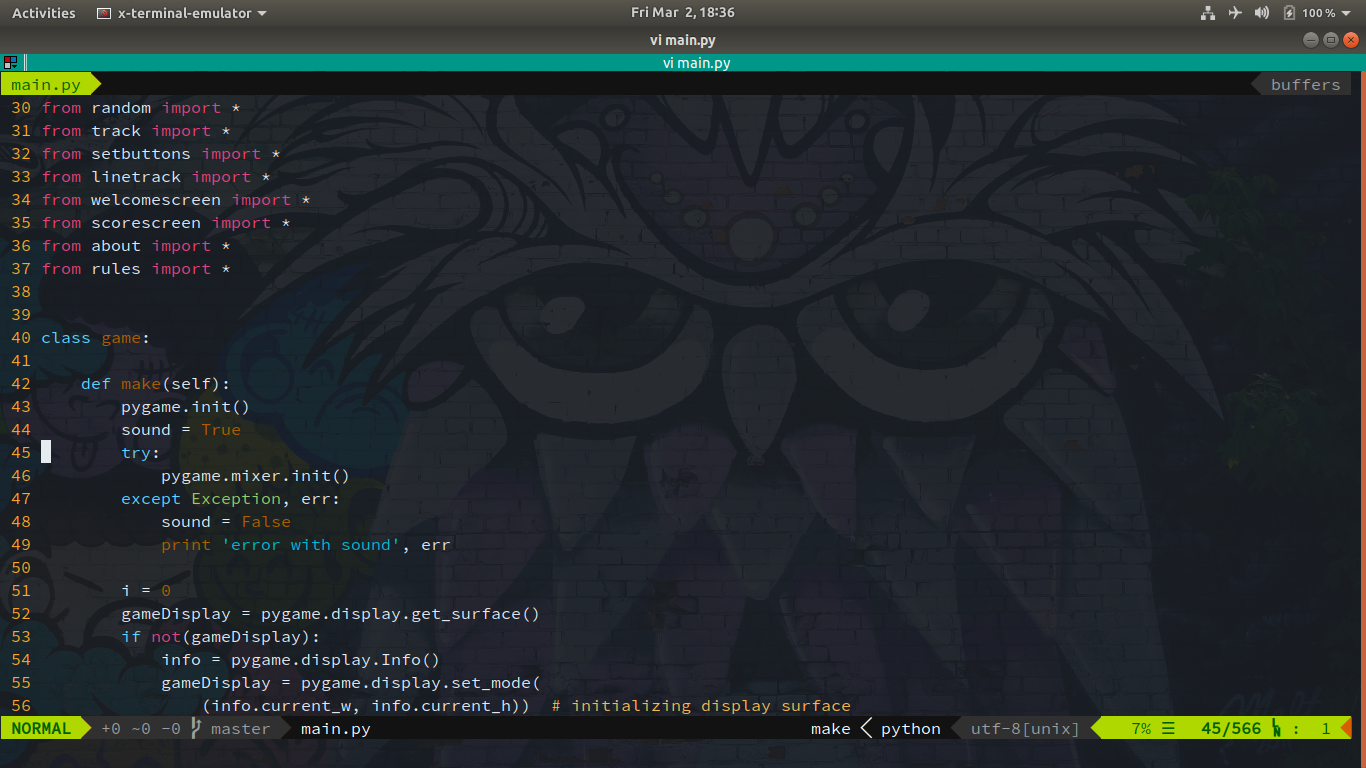 Activities x-terminal-emulator Fri Mar 2, 18:36 100 %
vi main.py
vi main.py
main.py buffers
30 from random import *
31 from track import *
32 from setbuttons import *
33 from linetrack import *
34 from welcomescreen import *
35 from scorescreen import *
36 from about import *
37 from rules import *
38
39
40 class game:
41
42     def make(self):
43         pygame.init()
44         sound = True
45         try:
46             pygame.mixer.init()
47         except Exception, err:
48             sound = False
49             print 'error with sound', err
50
51         i = 0
52         gameDisplay = pygame.display.get_surface()
53         if not(gameDisplay):
54             info = pygame.display.Info()
55             gameDisplay = pygame.display.set_mode(
56                 (info.current_w, info.current_h))  # initializing display surface
NORMAL +0 ~0 -0 master main.py make python utf-8[unix] 7% ☰ 45/566 : 1